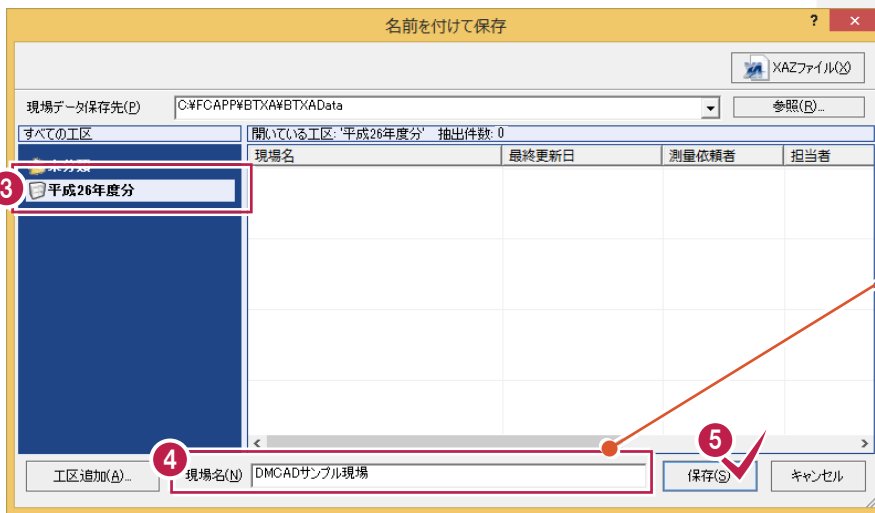 名前を付けて保存
? ×
XAZファイル(X)
現場データ保存先(P) C:¥FCAPP¥BTXA¥BTXAData 参照(R)...
すべての工区 開いている工区: '平成26年度分' 抽出件数: 0
未分類 現場名 最終更新日 測量依頼者 担当者
3 平成26年度分
4 5
工区追加(A)... 現場名(N) DMCADサンプル現場 保存(S) キャンセル